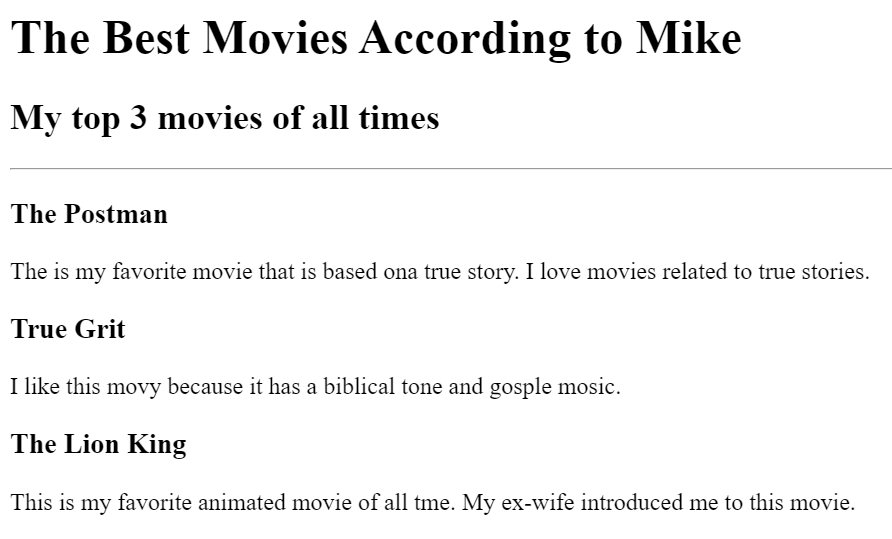 The Best Movies According to Mike
My top 3 movies of all times
The Postman
The is my favorite movie that is based ona true story. I love movies related to true stories.
True Grit
I like this movy because it has a biblical tone and gosple mosic.
The Lion King
This is my favorite animated movie of all tme. My ex-wife introduced me to this movie.